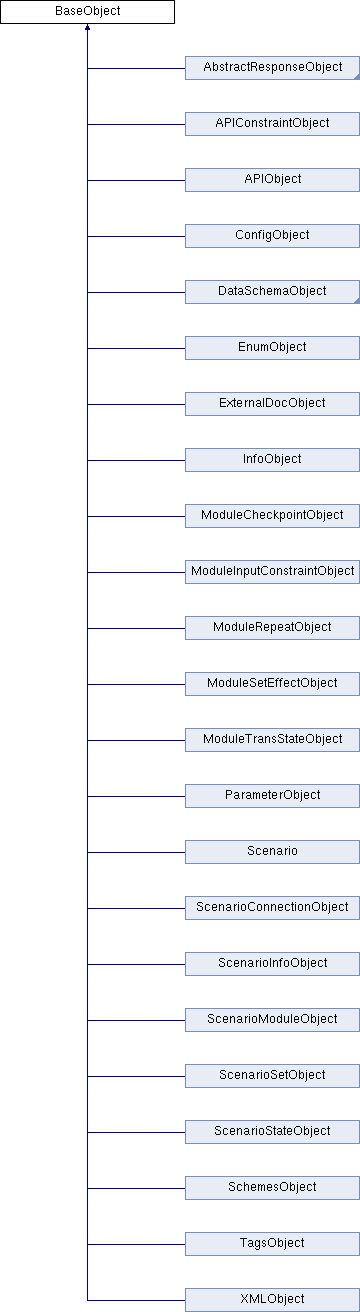 BaseObject
AbstractResponseObject
APIConstraintObject
APIObject
ConfigObject
DataSchemaObject
EnumObject
ExternalDocObject
InfoObject
ModuleCheckpointObject
ModuleInputConstraintObject
ModuleRepeatObject
ModuleSetEffectObject
ModuleTransStateObject
ParameterObject
Scenario
ScenarioConnectionObject
ScenarioInfoObject
ScenarioModuleObject
ScenarioSetObject
ScenarioStateObject
SchemesObject
TagsObject
XMLObject